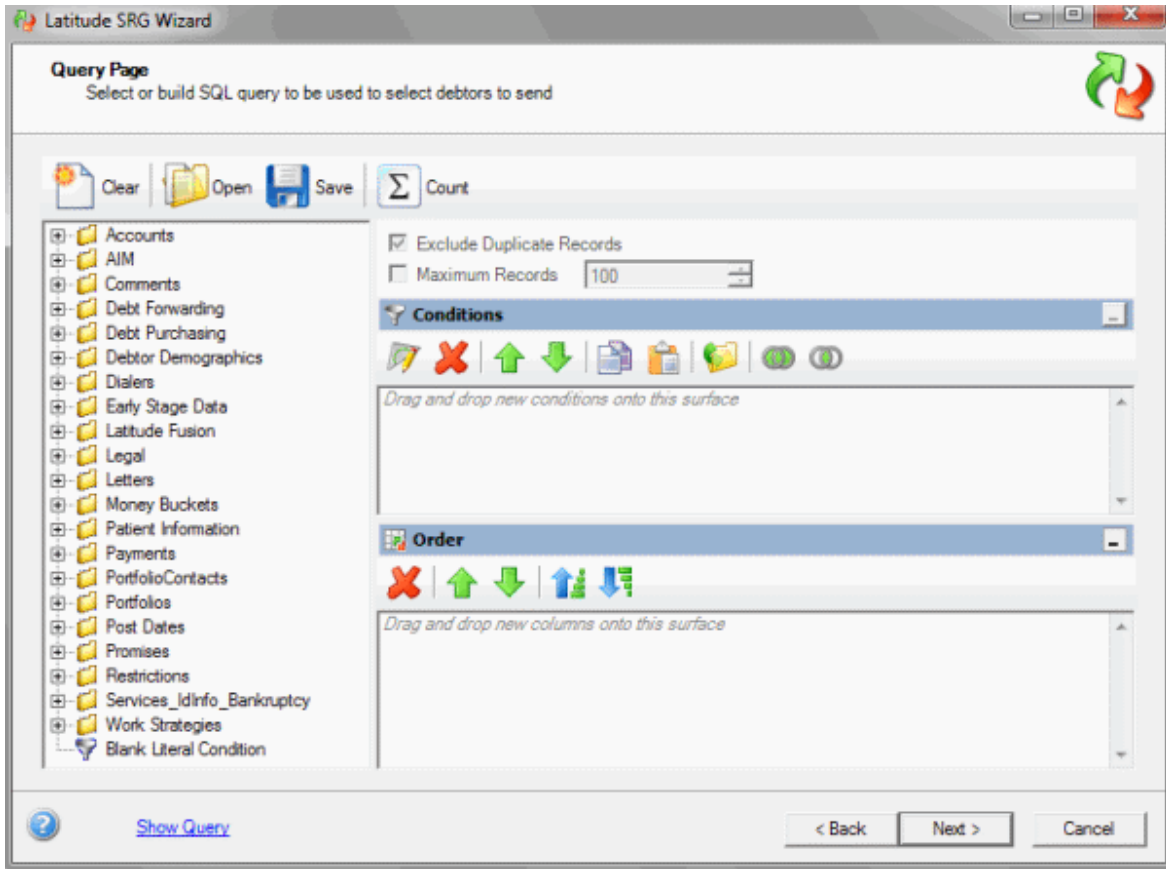 Latitude SRG Wizard
Query Page
Select or build SQL query to be used to select debtors to send
Clear Open Save Σ Count
Accounts
AIM
Comments
Debt Forwarding
Debt Purchasing
Debtor Demographics
Dialers
Early Stage Data
Latitude Fusion
Legal
Letters
Money Buckets
Patient Information
Payments
PortfolioContacts
Portfolios
Post Dates
Promises
Restrictions
Services_IdInfo_Bankruptcy
Work Strategies
Blank Literal Condition
Exclude Duplicate Records
Maximum Records 100
Conditions
Drag and drop new conditions onto this surface
Order
Drag and drop new columns onto this surface
Show Query
< Back Next > Cancel